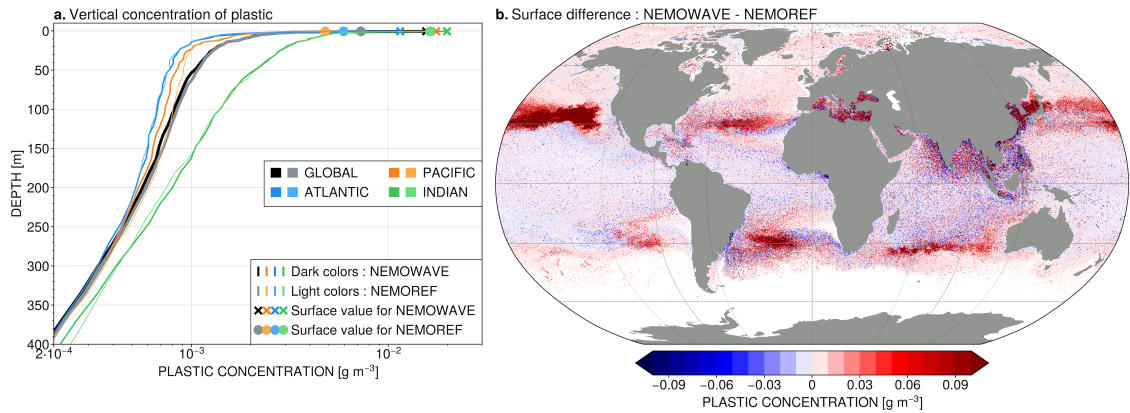 a. Vertical concentration of plastic
0
50
100
150
200
250
300
350
400
DEPTH [m]
2·10⁻⁴
10⁻³
10⁻²
PLASTIC CONCENTRATION [g m⁻³]
GLOBAL
PACIFIC
ATLANTIC
INDIAN
Dark colors : NEMOWAVE
Light colors : NEMOREF
Surface value for NEMOWAVE
Surface value for NEMOREF
b. Surface difference : NEMOWAVE - NEMOREF
−0.09 −0.06 −0.03 0 0.03 0.06 0.09
PLASTIC CONCENTRATION [g m⁻³]